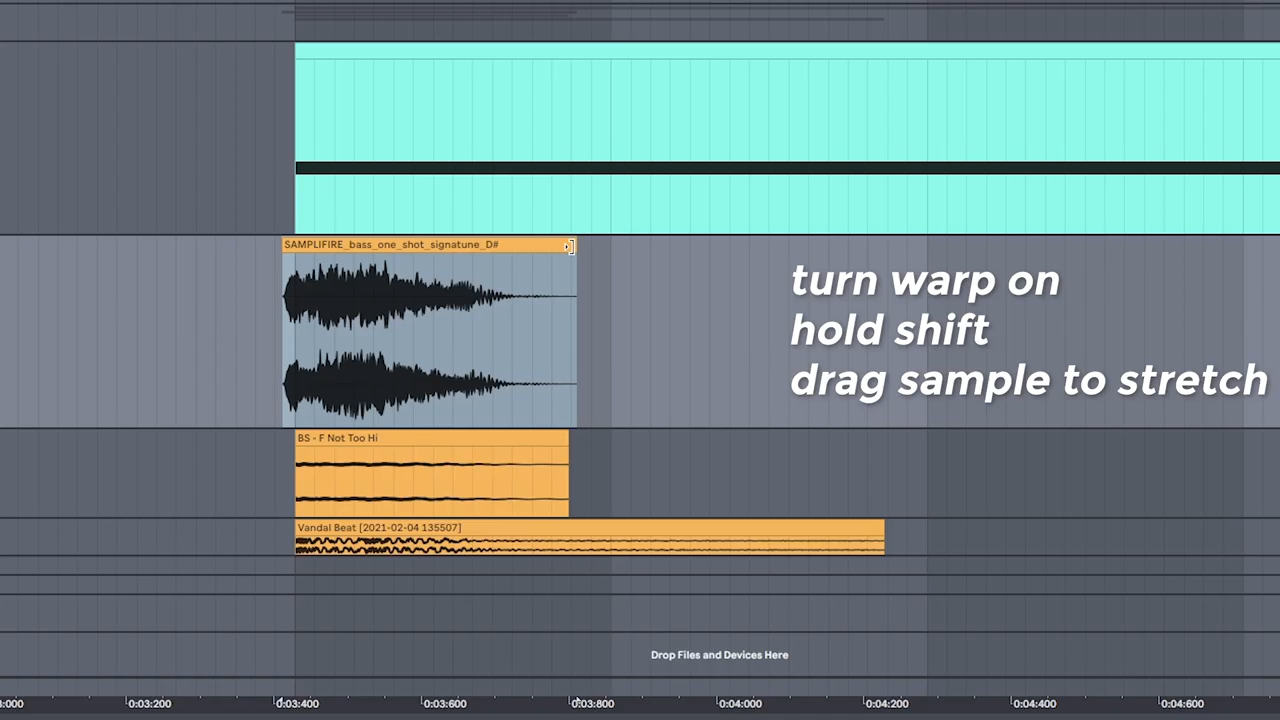 SAMPLIFIRE_bass_one_shot_signatune_D#
turn warp on
hold shift
drag sample to stretch
BS - F Not Too Hi
Vandal Beat [2021-02-04 135507]
Drop Files and Devices Here
:000 0:03:200 0:03:400 0:03:600 0:03:800 0:04:000 0:04:200 0:04:400 0:04:600